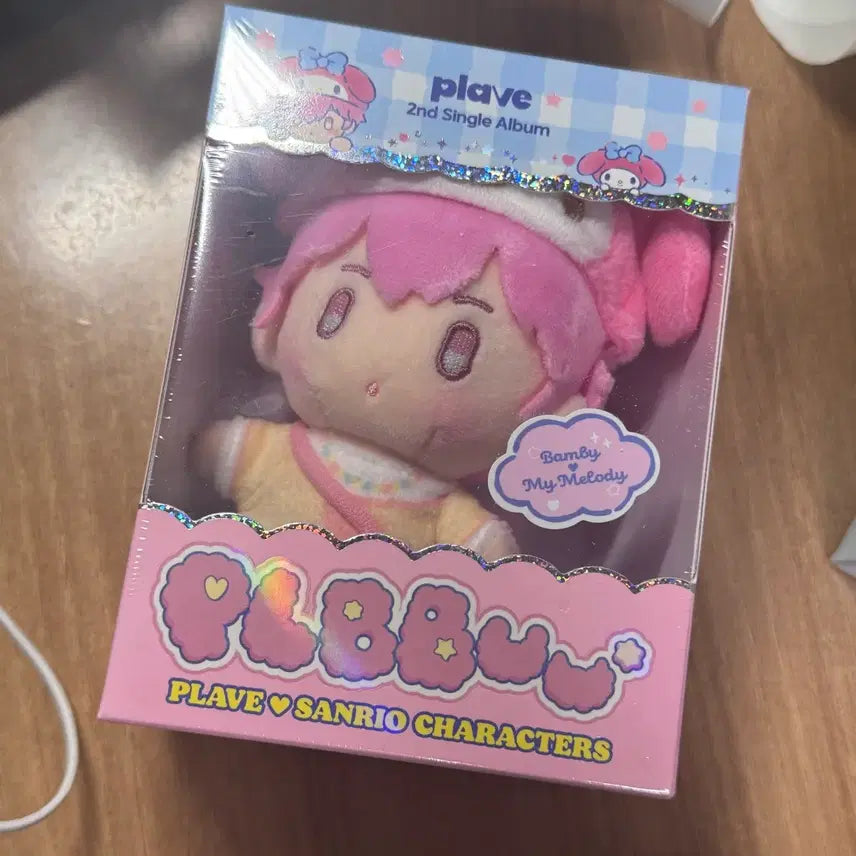 plave
2nd Single Album
Bamby
My Melody
PLBBUU
PLAVE ♥ SANRIO CHARACTERS